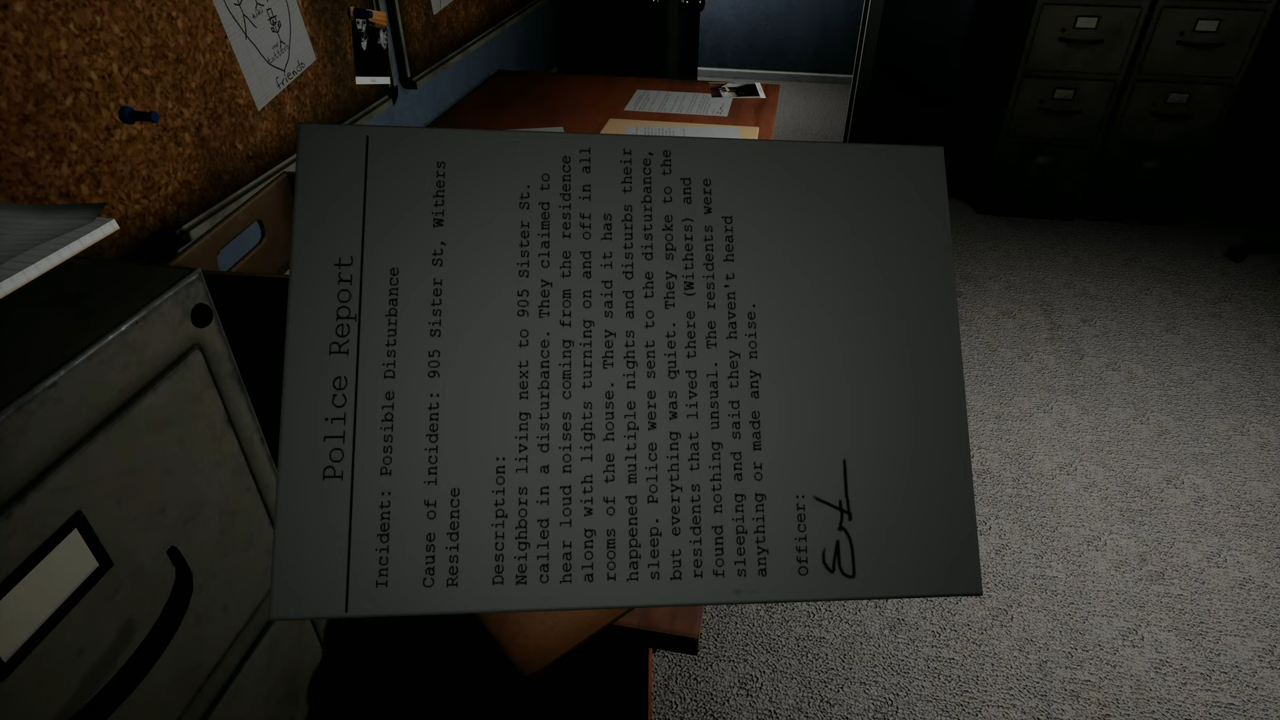 Police Report
Incident: Possible Disturbance
Cause of incident: 905 Sister St, Withers
Residence
Description:
Neighbors living next to 905 Sister St.
called in a disturbance. They claimed to
hear loud noises coming from the residence
along with lights turning on and off in all
rooms of the house. They said it has
happened multiple nights and disturbs their
sleep. Police were sent to the disturbance,
but everything was quiet. They spoke to the
residents that lived there (Withers) and
found nothing unusual. The residents were
sleeping and said they haven't heard
anything or made any noise.
Officer:
friends